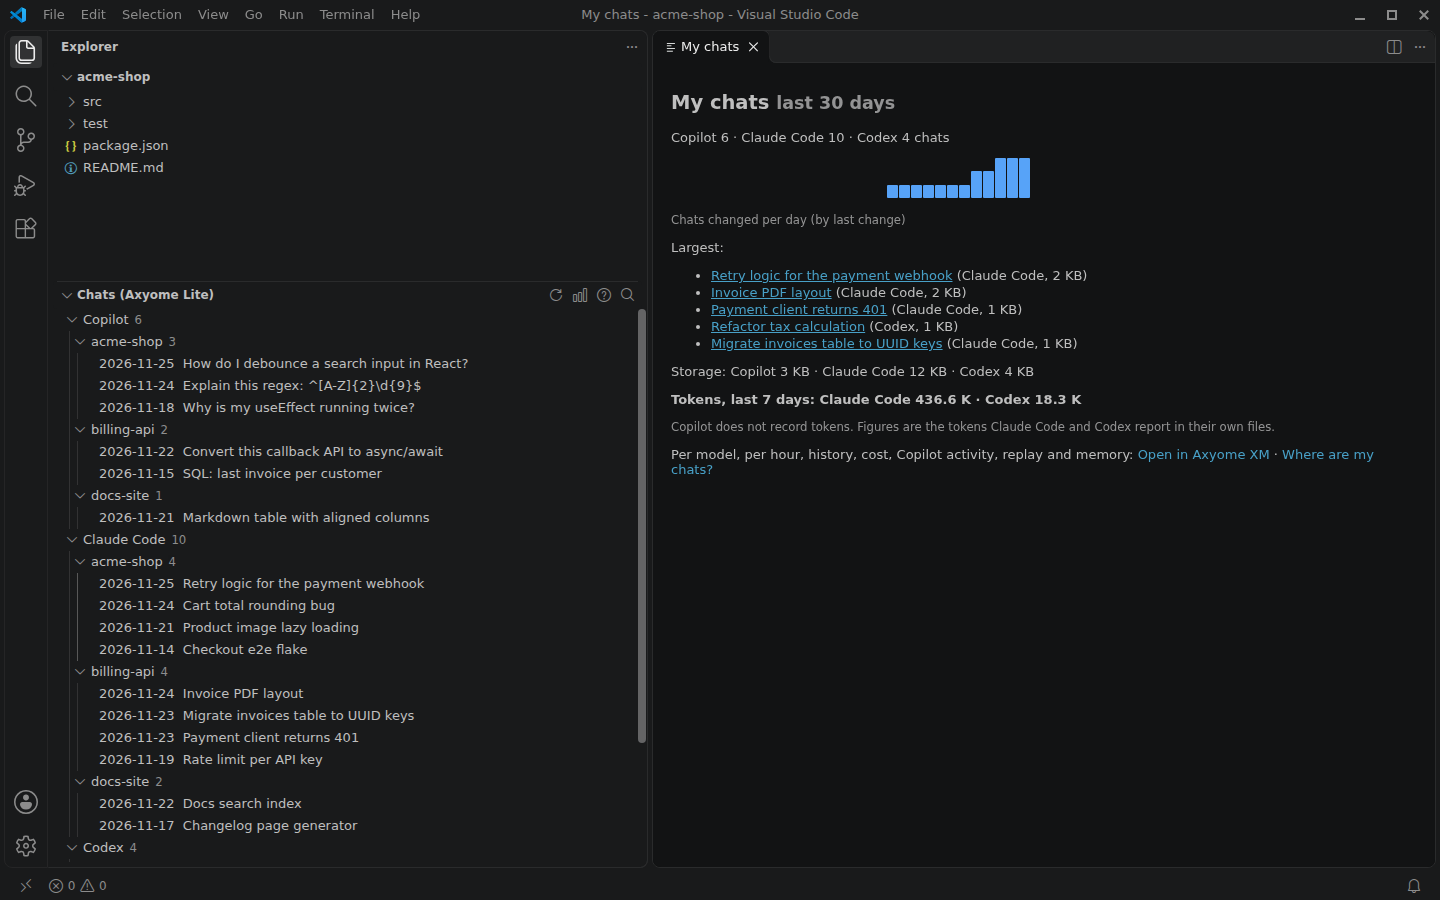 File Edit Selection View Go Run Terminal Help
My chats - acme-shop - Visual Studio Code
Explorer
acme-shop
src
test
package.json
README.md
Chats (Axyome Lite)
Copilot 6
acme-shop 3
2026-11-25 How do I debounce a search input in React?
2026-11-24 Explain this regex: ^[A-Z]{2}\d{9}$
2026-11-18 Why is my useEffect running twice?
billing-api 2
2026-11-22 Convert this callback API to async/await
2026-11-15 SQL: last invoice per customer
docs-site 1
2026-11-21 Markdown table with aligned columns
Claude Code 10
acme-shop 4
2026-11-25 Retry logic for the payment webhook
2026-11-24 Cart total rounding bug
2026-11-21 Product image lazy loading
2026-11-14 Checkout e2e flake
billing-api 4
2026-11-24 Invoice PDF layout
2026-11-23 Migrate invoices table to UUID keys
2026-11-23 Payment client returns 401
2026-11-19 Rate limit per API key
docs-site 2
2026-11-22 Docs search index
2026-11-17 Changelog page generator
Codex 4
My chats
My chats last 30 days
Copilot 6 · Claude Code 10 · Codex 4 chats
Chats changed per day (by last change)
Largest:
• Retry logic for the payment webhook (Claude Code, 2 KB)
• Invoice PDF layout (Claude Code, 2 KB)
• Payment client returns 401 (Claude Code, 1 KB)
• Refactor tax calculation (Codex, 1 KB)
• Migrate invoices table to UUID keys (Claude Code, 1 KB)
Storage: Copilot 3 KB · Claude Code 12 KB · Codex 4 KB
Tokens, last 7 days: Claude Code 436.6 K · Codex 18.3 K
Copilot does not record tokens. Figures are the tokens Claude Code and Codex report in their own files.
Per model, per hour, history, cost, Copilot activity, replay and memory: Open in Axyome XM · Where are my
chats?
0 0